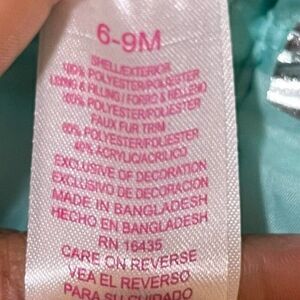 6-9M
SHELL/EXTERIOR
100% POLYESTER/POLIESTER
LINING & FILLING / FORRO & RELLENO
100% POLYESTER/POLIESTER
FAUX FUR TRIM
60% POLYESTER/POLIESTER
40% ACRYLIC/ACRILICO
EXCLUSIVE OF DECORATION
EXCLUSIVO DE DECORACION
MADE IN BANGLADESH
HECHO EN BANGLADESH
RN 16435
CARE ON REVERSE
VEA EL REVERSO
PARA SU CUIDADO